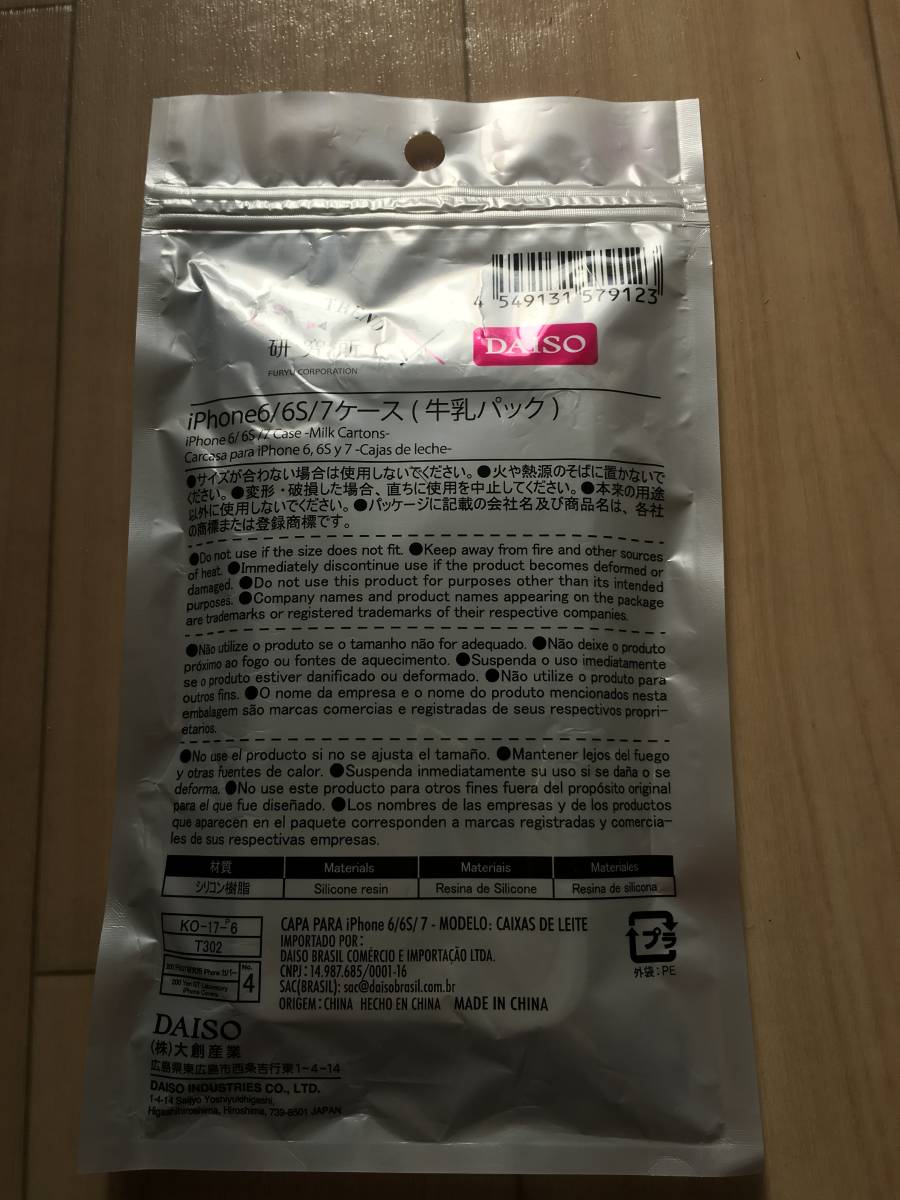 4 549131 579123
TREND
研究所
×
DAISO
FURYU CORPORATION
iPhone6/6S/7ケース ( 牛乳パック )
iPhone 6/ 6S /7 Case -Milk Cartons-
Carcasa para iPhone 6, 6S y 7 -Cajas de leche-
●サイズが合わない場合は使用しないでください。●火や熱源のそばに置かないで
ください。●変形・破損した場合、直ちに使用を中止してください。●本来の用途
以外に使用しないでください。●パッケージに記載の会社名及び商品名は、各社
の商標または登録商標です。
●Do not use if the size does not fit. ●Keep away from fire and other sources
of heat. ●Immediately discontinue use if the product becomes deformed or
damaged. ●Do not use this product for purposes other than its intended
purposes. ●Company names and product names appearing on the package
are trademarks or registered trademarks of their respective companies.
●Não utilize o produto se o tamanho não for adequado. ●Não deixe o produto
próximo ao fogo ou fontes de aquecimento. ●Suspenda o uso imediatamente
se o produto estiver danificado ou deformado. ●Não utilize o produto para
outros fins. ●O nome da empresa e o nome do produto mencionados nesta
embalagem são marcas comercias e registradas de seus respectivos propri-
etarios.
●No use el producto si no se ajusta el tamaño. ●Mantener lejos del fuego
y otras fuentes de calor. ●Suspenda inmediatamente su uso si se daña o se
deforma. ●No use este producto para otros fines fuera del propósito original
para el que fue diseñado. ●Los nombres de las empresas y de los productos
que aparecen en el paquete corresponden a marcas registradas y comercia-
les de sus respectivas empresas.
材質 Materials Materiais Materiales
シリコン樹脂 Silicone resin Resina de Silicone Resina de silicona
KO-17-P6
T302
No.
4
200 Yen GT Laboratory
iPhone Covers
CAPA PARA iPhone 6/6S/ 7 - MODELO: CAIXAS DE LEITE
IMPORTADO POR:
DAISO BRASIL COMÉRCIO E IMPORTAÇÃO LTDA.
CNPJ: 14.987.685/0001-16
SAC(BRASIL): sac@daisobrasil.com.br
ORIGEM: CHINA HECHO EN CHINA MADE IN CHINA
プラ
外袋:PE
DAISO
(株)大創産業
広島県東広島市西条吉行東1-4-14
DAISO INDUSTRIES CO., LTD.
1-4-14 Saijyo Yoshiyukihigashi,
Higashihiroshima, Hiroshima, 739-8501 JAPAN